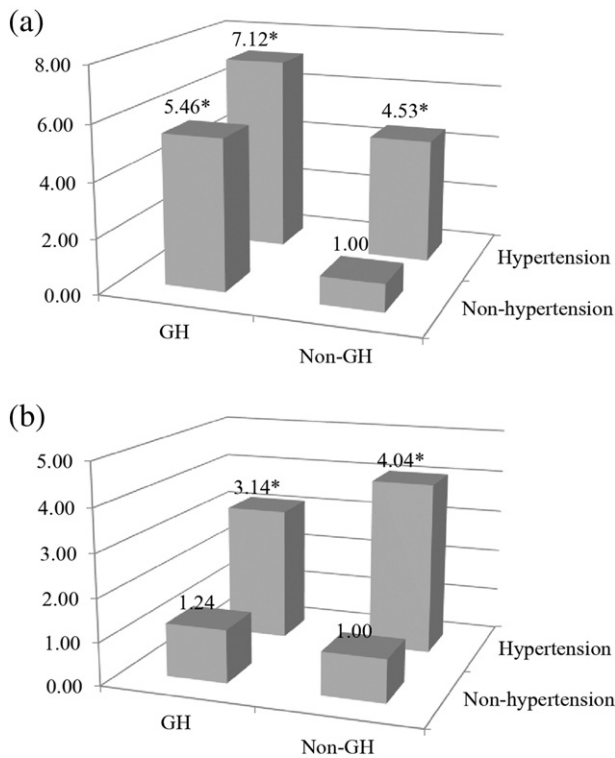 (a)
8.00
6.00
4.00
2.00
0.00
7.12*
5.46*
4.53*
1.00
Hypertension
Non-hypertension
GH
Non-GH
(b)
5.00
4.00
3.00
2.00
1.00
0.00
4.04*
3.14*
1.24
1.00
Hypertension
Non-hypertension
GH
Non-GH